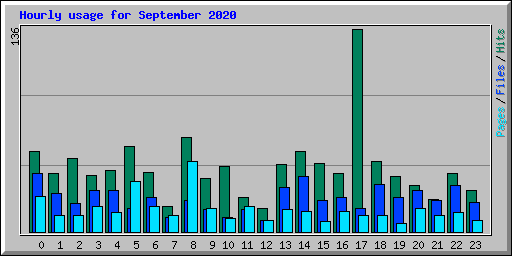 Hourly usage for September 2020
136
Pages/Files/Hits
0 1 2 3 4 5 6 7 8 9 10 11 12 13 14 15 16 17 18 19 20 21 22 23